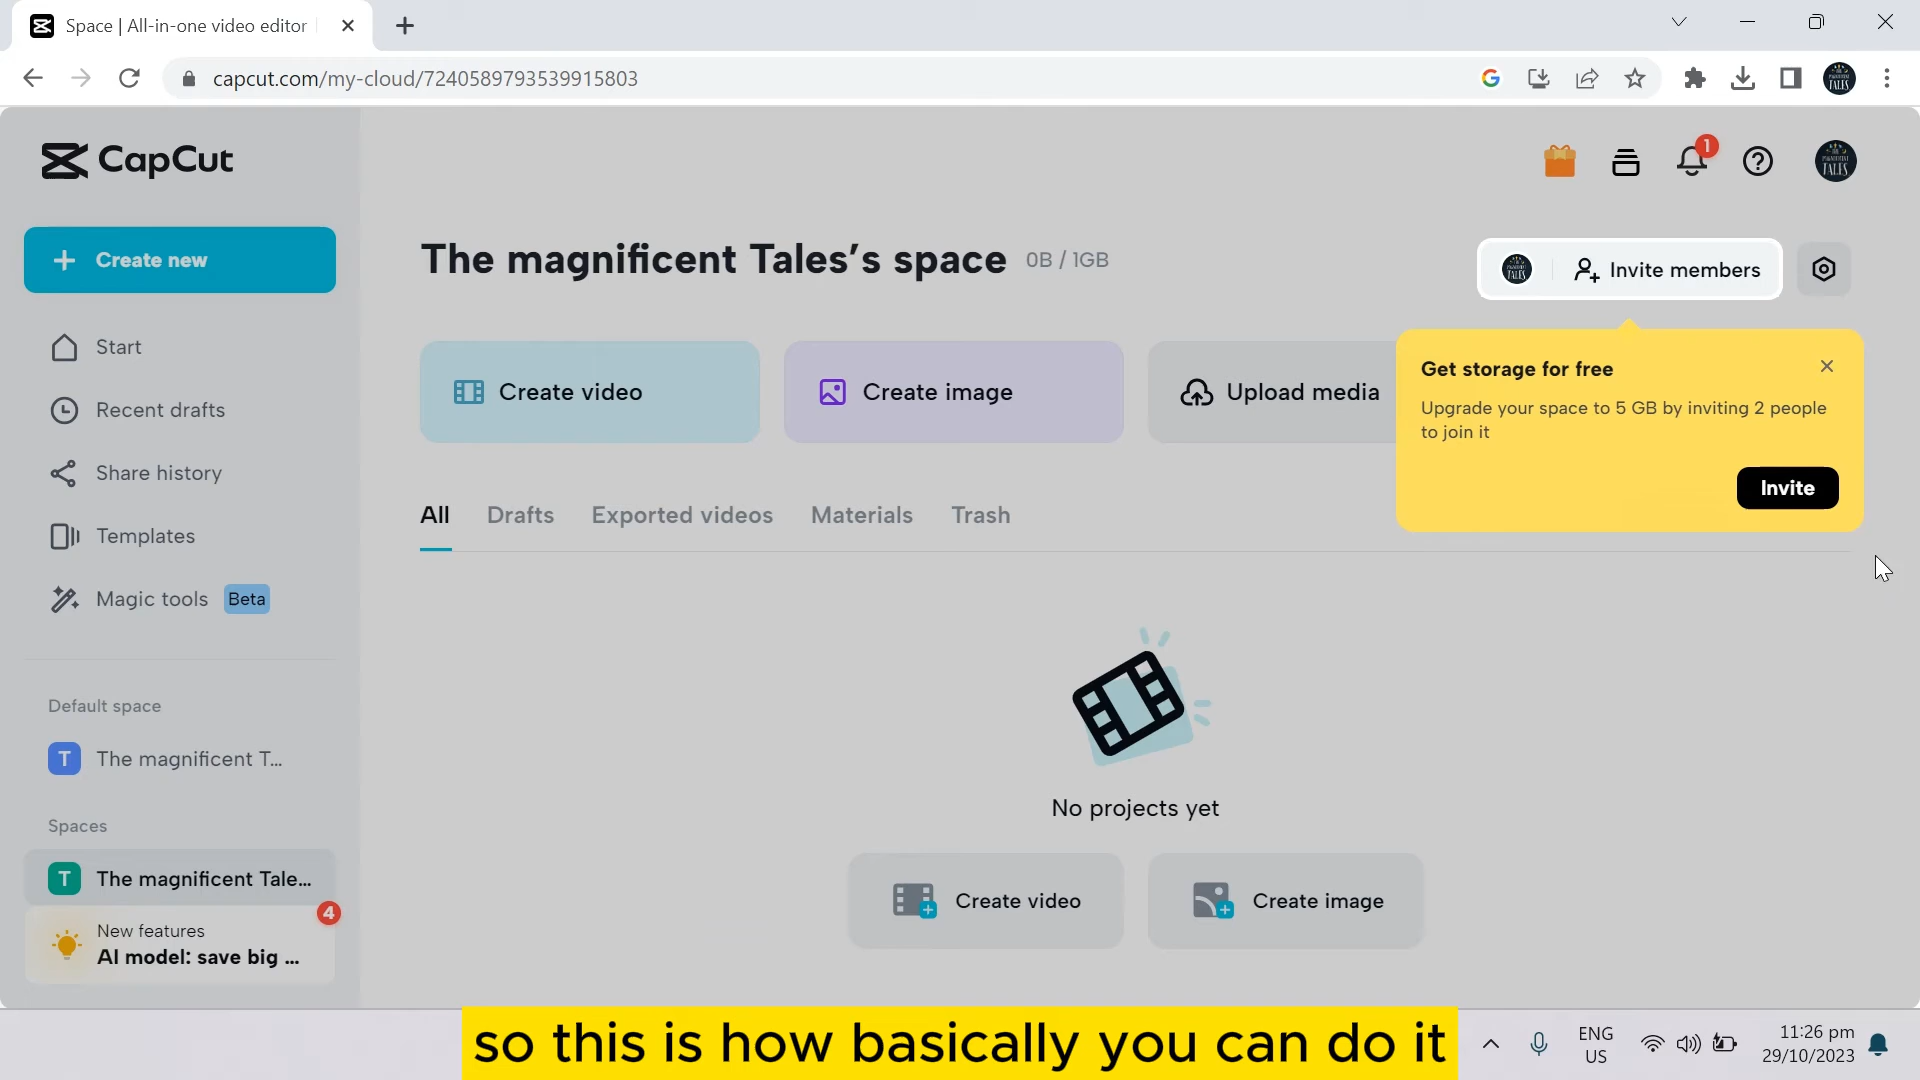 Space | All-in-one video editor
capcut.com/my-cloud/7240589793539915803
CapCut
1
Create new
The magnificent Tales's space 0B / 1GB
Invite members
Start
Recent drafts
Share history
Templates
Magic tools Beta
Create video
Create image
Upload media
Get storage for free
Upgrade your space to 5 GB by inviting 2 people
to join it
Invite
All Drafts Exported videos Materials Trash
Default space
T The magnificent T...
Spaces
T The magnificent Tale...
4
New features
AI model: save big ...
No projects yet
Create video
Create image
so this is how basically you can do it
ENG
US
11:26 pm
29/10/2023